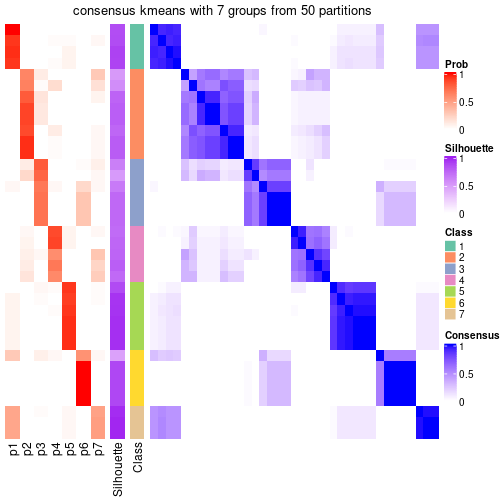 consensus kmeans with 7 groups from 50 partitions
Prob
1
0.5
0
Silhouette
1
0.5
0
Class
1
2
3
4
5
6
7
Consensus
1
0.5
0
p1
p2
p3
p4
p5
p6
p7
Silhouette
Class